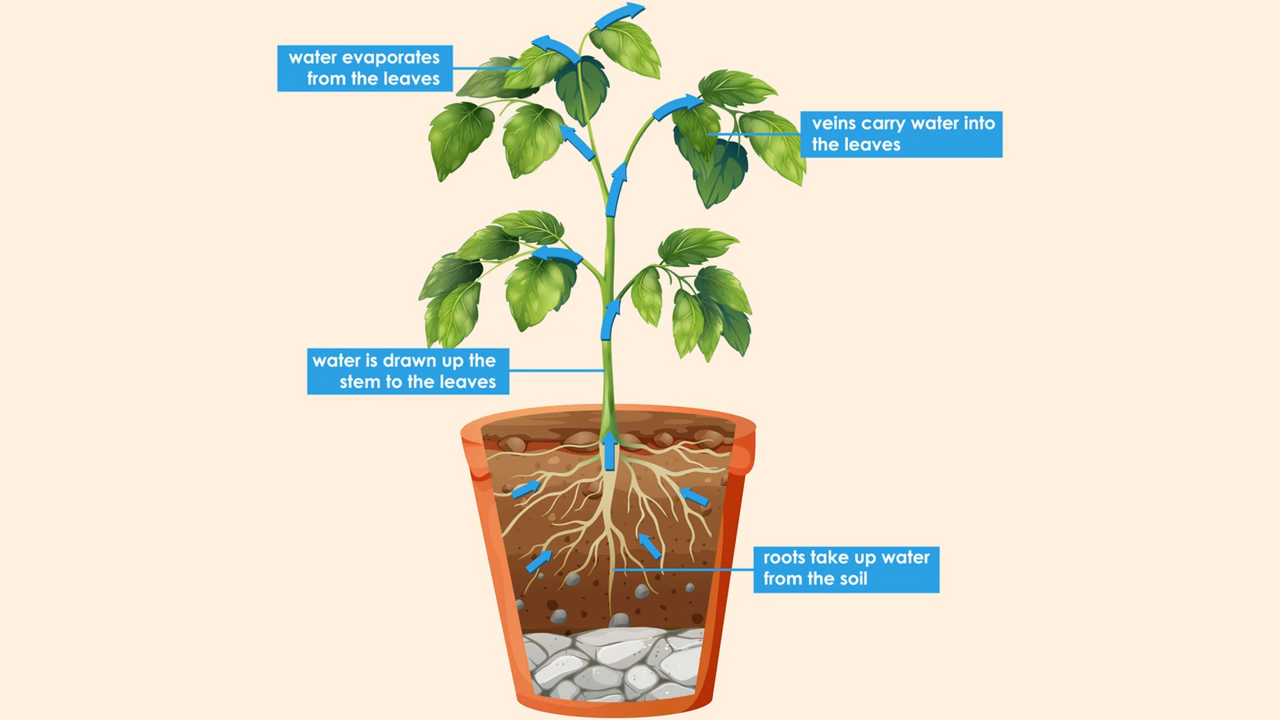 water evaporates
from the leaves
veins carry water into
the leaves
water is drawn up the
stem to the leaves
roots take up water
from the soil